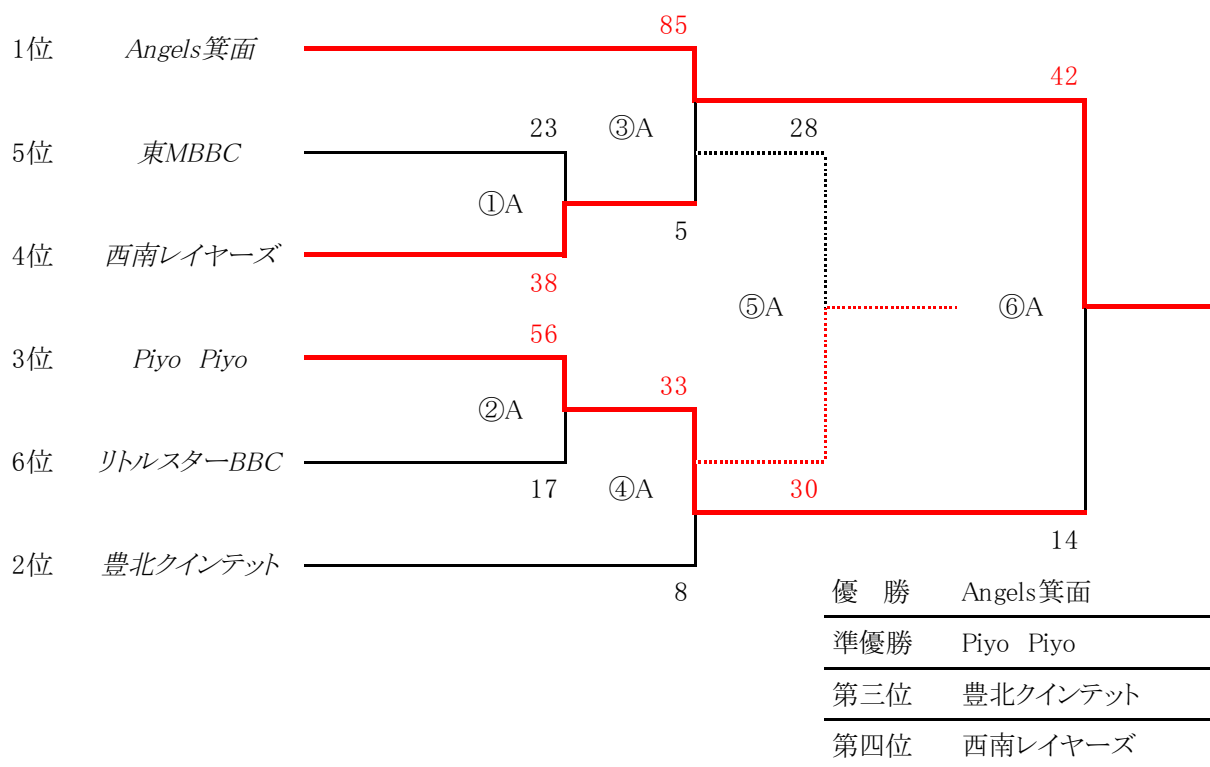 85
1位 Angels箕面
42
23 ③A 28
5位 東MBBC
①A
5
4位 西南レイヤーズ
38
⑤A ⑥A
56
3位 Piyo Piyo
33
②A
6位 リトルスターBBC
17 ④A 30
14
2位 豊北クインテット
8
優 勝 Angels箕面
準優勝 Piyo Piyo
第三位 豊北クインテット
第四位 西南レイヤーズ